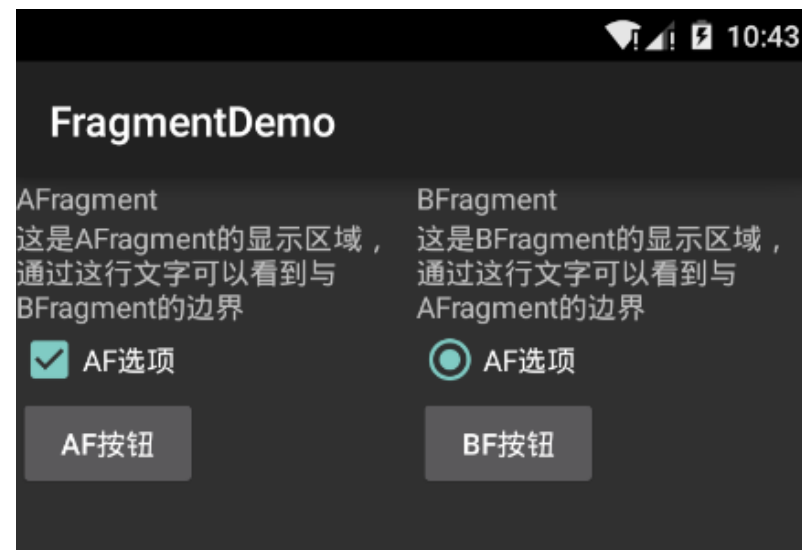 10:43
FragmentDemo
AFragment
这是AFragment的显示区域，
通过这行文字可以看到与
BFragment的边界
AF选项
AF按钮
BFragment
这是BFragment的显示区域，
通过这行文字可以看到与
AFragment的边界
AF选项
BF按钮